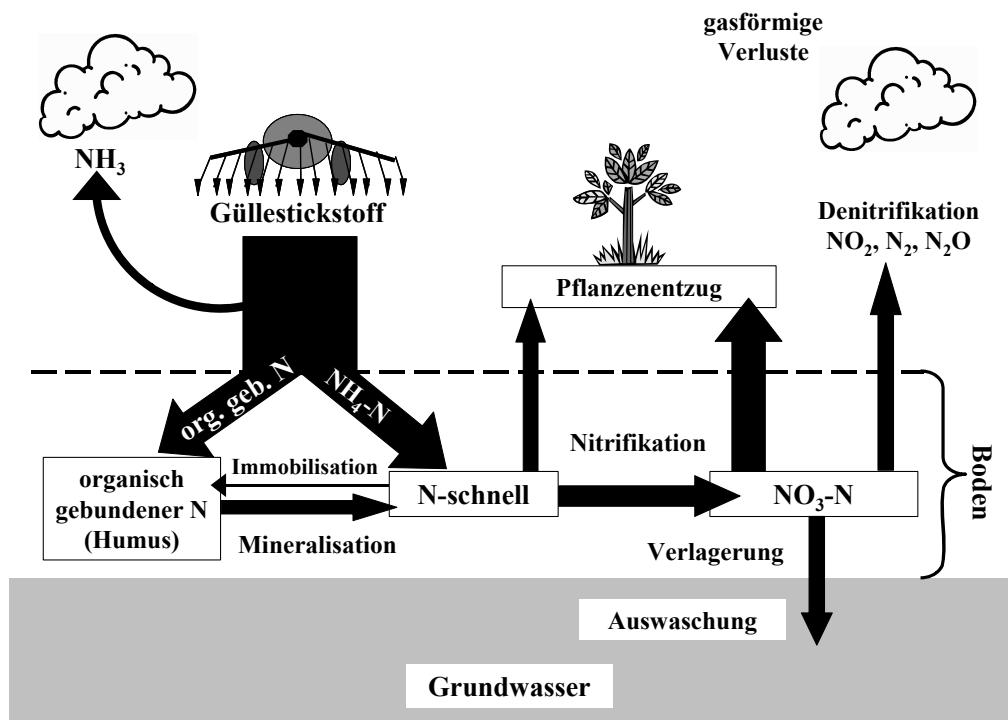 gasförmige
Verluste
NH₃
Güllestickstoff
Denitrifikation
NO₂, N₂, N₂O
Pflanzenentzug
org. geb. N
NH₄-N
Nitrifikation
Boden
organisch
gebundener N
(Humus)
Immobilisation
N-schnell
NO₃-N
Mineralisation
Verlagerung
Auswaschung
Grundwasser